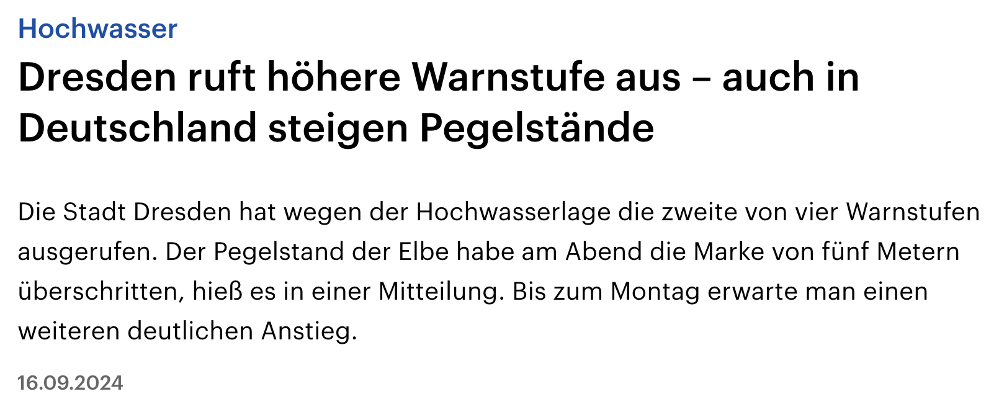 Hochwasser
Dresden ruft höhere Warnstufe aus – auch in
Deutschland steigen Pegelstände
Die Stadt Dresden hat wegen der Hochwasserlage die zweite von vier Warnstufen
ausgerufen. Der Pegelstand der Elbe habe am Abend die Marke von fünf Metern
überschritten, hieß es in einer Mitteilung. Bis zum Montag erwarte man einen
weiteren deutlichen Anstieg.
16.09.2024